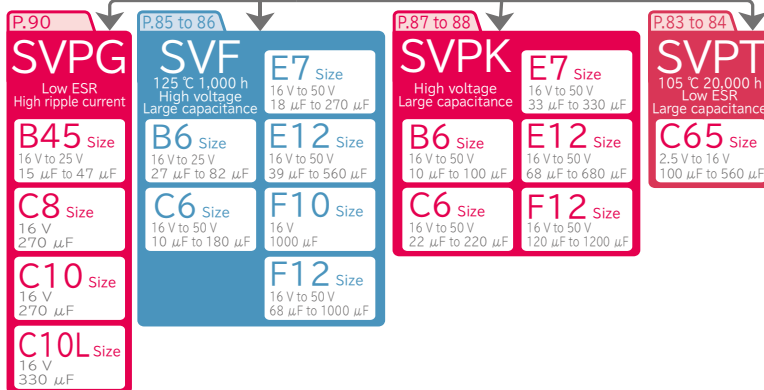 P.90
SVPG
Low ESR
High ripple current
B45 Size
16 V to 25 V
15 μF to 47 μF
C8 Size
16 V
270 μF
C10 Size
16 V
270 μF
C10L Size
16 V
330 μF
P.85 to 86
SVF
125 ℃ 1,000 h
High voltage
Large capacitance
B6 Size
16 V to 25 V
27 μF to 82 μF
C6 Size
16 V to 50 V
10 μF to 180 μF
E7 Size
16 V to 50 V
18 μF to 270 μF
E12 Size
16 V to 50 V
39 μF to 560 μF
F10 Size
16 V
1000 μF
F12 Size
16 V to 50 V
68 μF to 1000 μF
P.87 to 88
SVPK
High voltage
Large capacitance
B6 Size
16 V to 50 V
10 μF to 100 μF
C6 Size
16 V to 50 V
22 μF to 220 μF
E7 Size
16 V to 50 V
33 μF to 330 μF
E12 Size
16 V to 50 V
68 μF to 680 μF
F12 Size
16 V to 50 V
120 μF to 1200 μF
P.83 to 84
SVPT
105 ℃ 20,000 h
Low ESR
Large capacitance
C65 Size
2.5 V to 16 V
100 μF to 560 μF